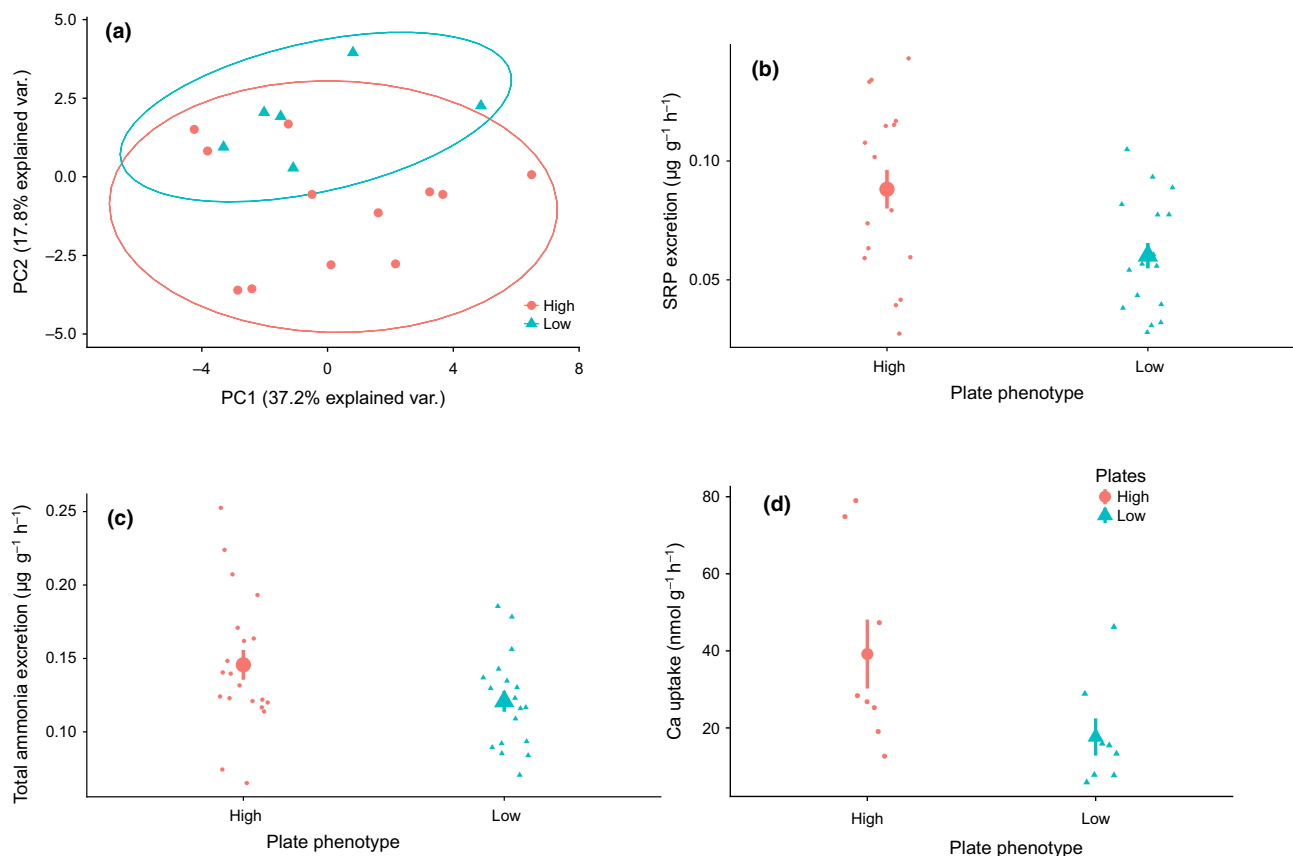 (a)
5.0
2.5
0.0
−2.5
−5.0
PC2 (17.8% explained var.)
High
Low
−4
0
4
8
PC1 (37.2% explained var.)
(b)
0.10
0.05
SRP excretion (µg g⁻¹ h⁻¹)
High
Low
Plate phenotype
(c)
0.25
0.20
0.15
0.10
Total ammonia excretion (µg g⁻¹ h⁻¹)
High
Low
Plate phenotype
(d)
Plates
High
Low
80
60
40
20
Ca uptake (nmol g⁻¹ h⁻¹)
High
Low
Plate phenotype